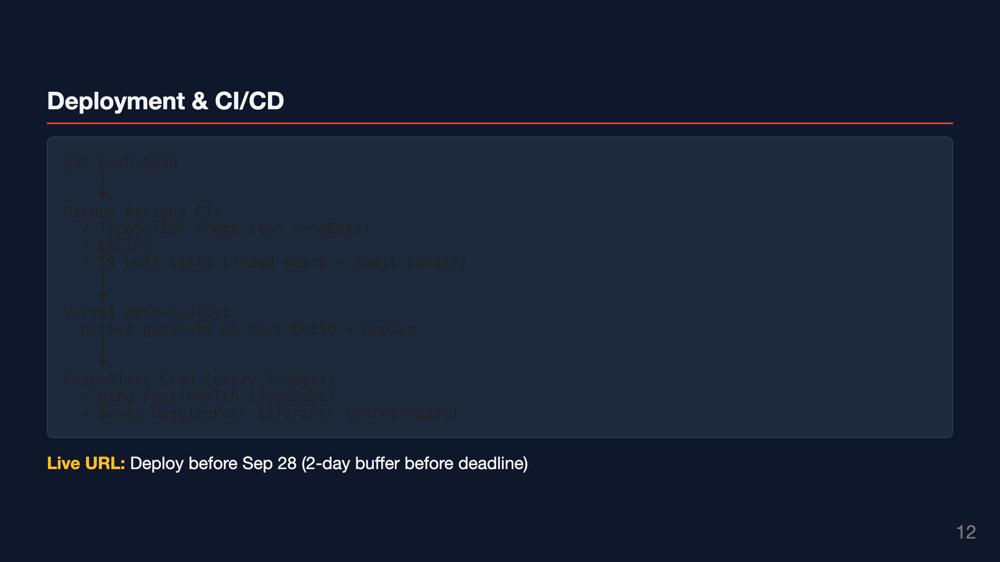 Deployment & CI/CD
git push main
│
▼
GitHub Actions CI:
✓ TypeScript check (tsc --noEmit)
✓ ESLint
✓ 19 unit tests (fraud score + email parser)
│
▼
Vercel Auto-Deploy:
prisma generate && next build → deploy
│
▼
Keep-Alive Cron (every 3 days):
→ ping /api/health (Supabase)
→ dummy HuggingFace inference (warms model)
Live URL: Deploy before Sep 28 (2-day buffer before deadline)
12